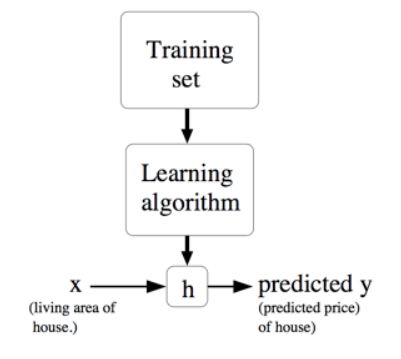 Training
set
Learning
algorithm
x
h
predicted y
(living area of
house.)
(predicted price)
of house)